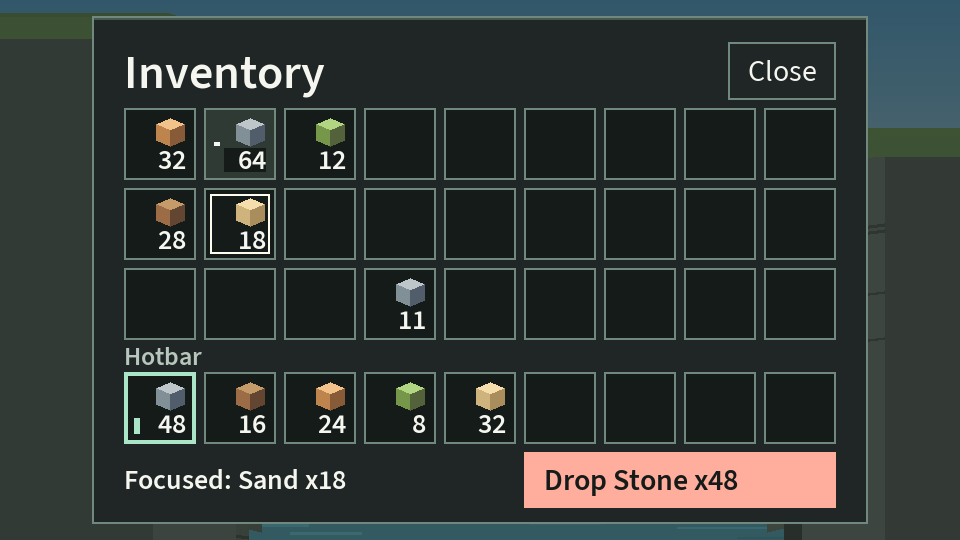 Inventory
Close
32 64 12
28 18
11
Hotbar
48 16 24 8 32
Focused: Sand x18
Drop Stone x48